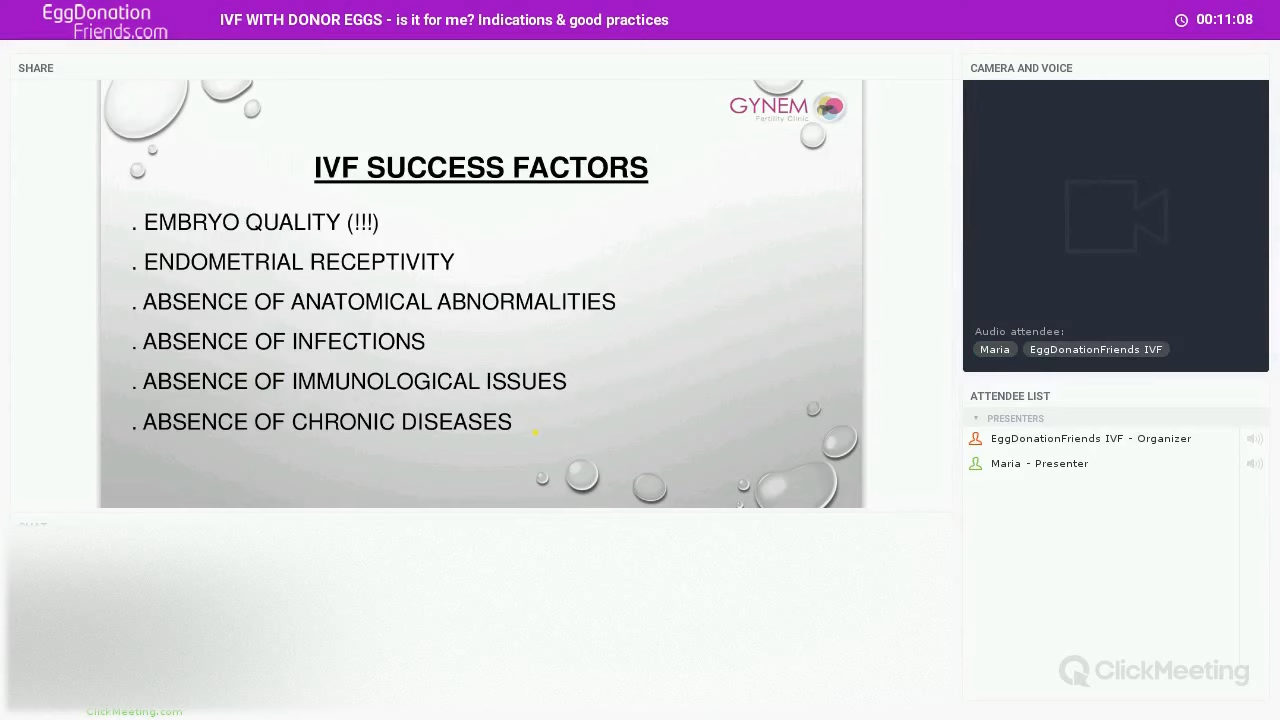 EggDonation
Friends.com
IVF WITH DONOR EGGS - is it for me? Indications & good practices
00:11:08
SHARE
GYNEM
Fertility Clinic
IVF SUCCESS FACTORS
. EMBRYO QUALITY (!!!)
. ENDOMETRIAL RECEPTIVITY
. ABSENCE OF ANATOMICAL ABNORMALITIES
. ABSENCE OF INFECTIONS
. ABSENCE OF IMMUNOLOGICAL ISSUES
. ABSENCE OF CHRONIC DISEASES
CAMERA AND VOICE
Audio attendee:
Maria EggDonationFriends IVF
ATTENDEE LIST
PRESENTERS
EggDonationFriends IVF - Organizer
Maria - Presenter
ClickMeeting
CHAT
ClickMeeting.com